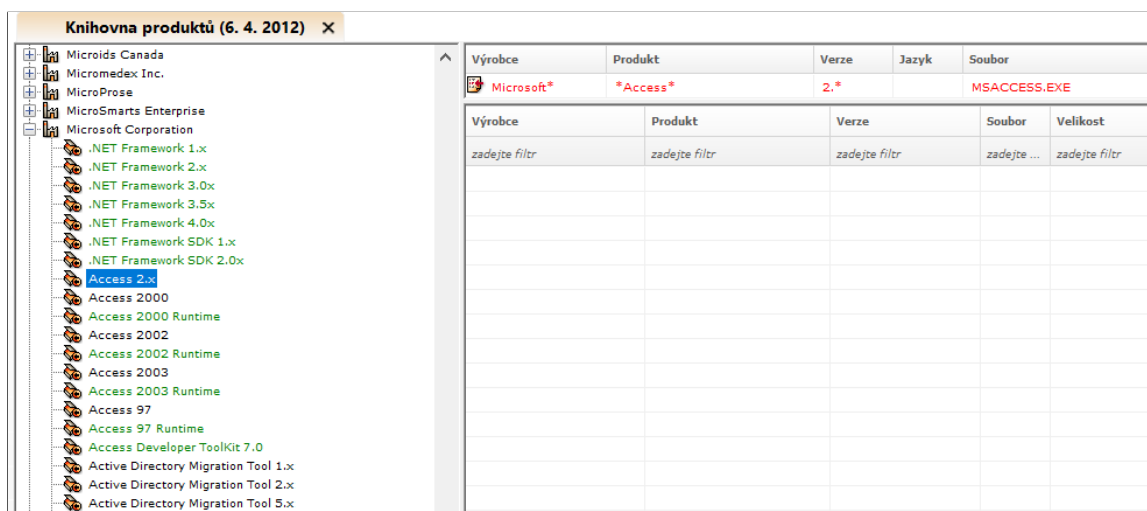 Knihovna produktů (6. 4. 2012) X
Microids Canada
Micromedex Inc.
MicroProse
MicroSmarts Enterprise
Microsoft Corporation
.NET Framework 1.x
.NET Framework 2.x
.NET Framework 3.0x
.NET Framework 3.5x
.NET Framework 4.0x
.NET Framework SDK 1.x
.NET Framework SDK 2.0x
Access 2.x
Access 2000
Access 2000 Runtime
Access 2002
Access 2002 Runtime
Access 2003
Access 2003 Runtime
Access 97
Access 97 Runtime
Access Developer ToolKit 7.0
Active Directory Migration Tool 1.x
Active Directory Migration Tool 2.x
Active Directory Migration Tool 5.x
Výrobce Produkt Verze Jazyk Soubor
Microsoft* *Access* 2.* MSACCESS.EXE
Výrobce Produkt Verze Soubor Velikost
zadejte filtr zadejte filtr zadejte filtr zadejte ... zadejte filtr